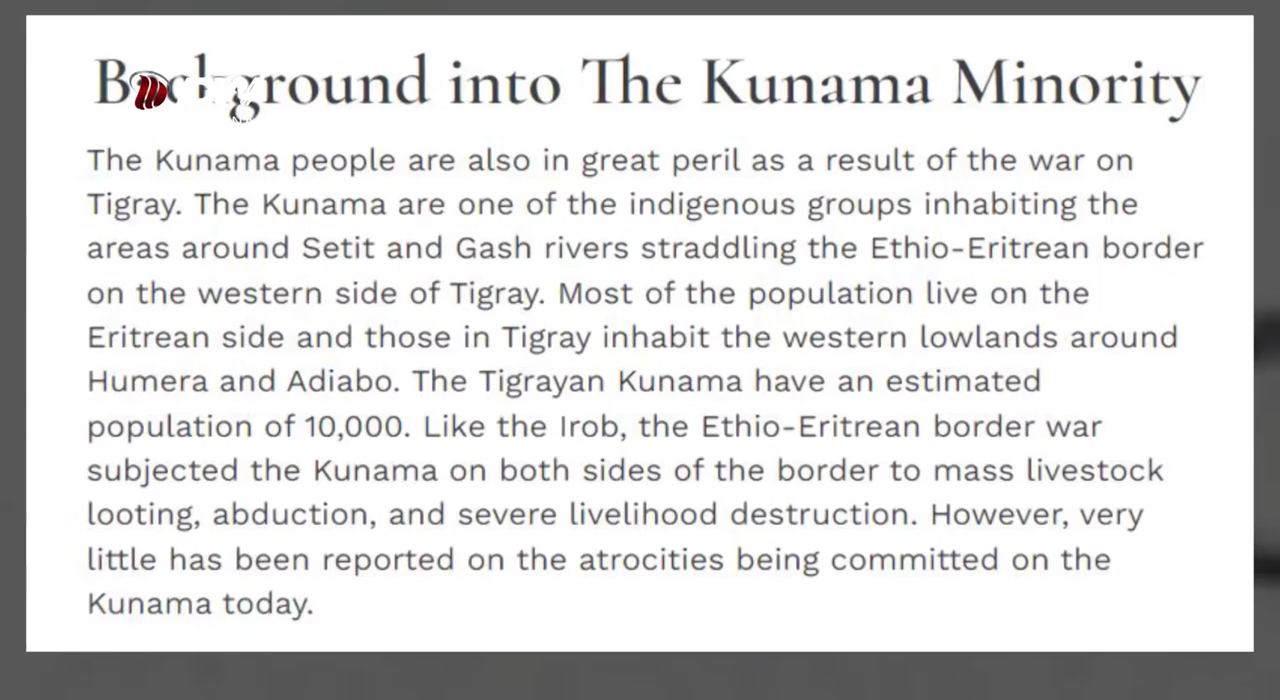 Background into The Kunama Minority
The Kunama people are also in great peril as a result of the war on
Tigray. The Kunama are one of the indigenous groups inhabiting the
areas around Setit and Gash rivers straddling the Ethio-Eritrean border
on the western side of Tigray. Most of the population live on the
Eritrean side and those in Tigray inhabit the western lowlands around
Humera and Adiabo. The Tigrayan Kunama have an estimated
population of 10,000. Like the Irob, the Ethio-Eritrean border war
subjected the Kunama on both sides of the border to mass livestock
looting, abduction, and severe livelihood destruction. However, very
little has been reported on the atrocities being committed on the
Kunama today.